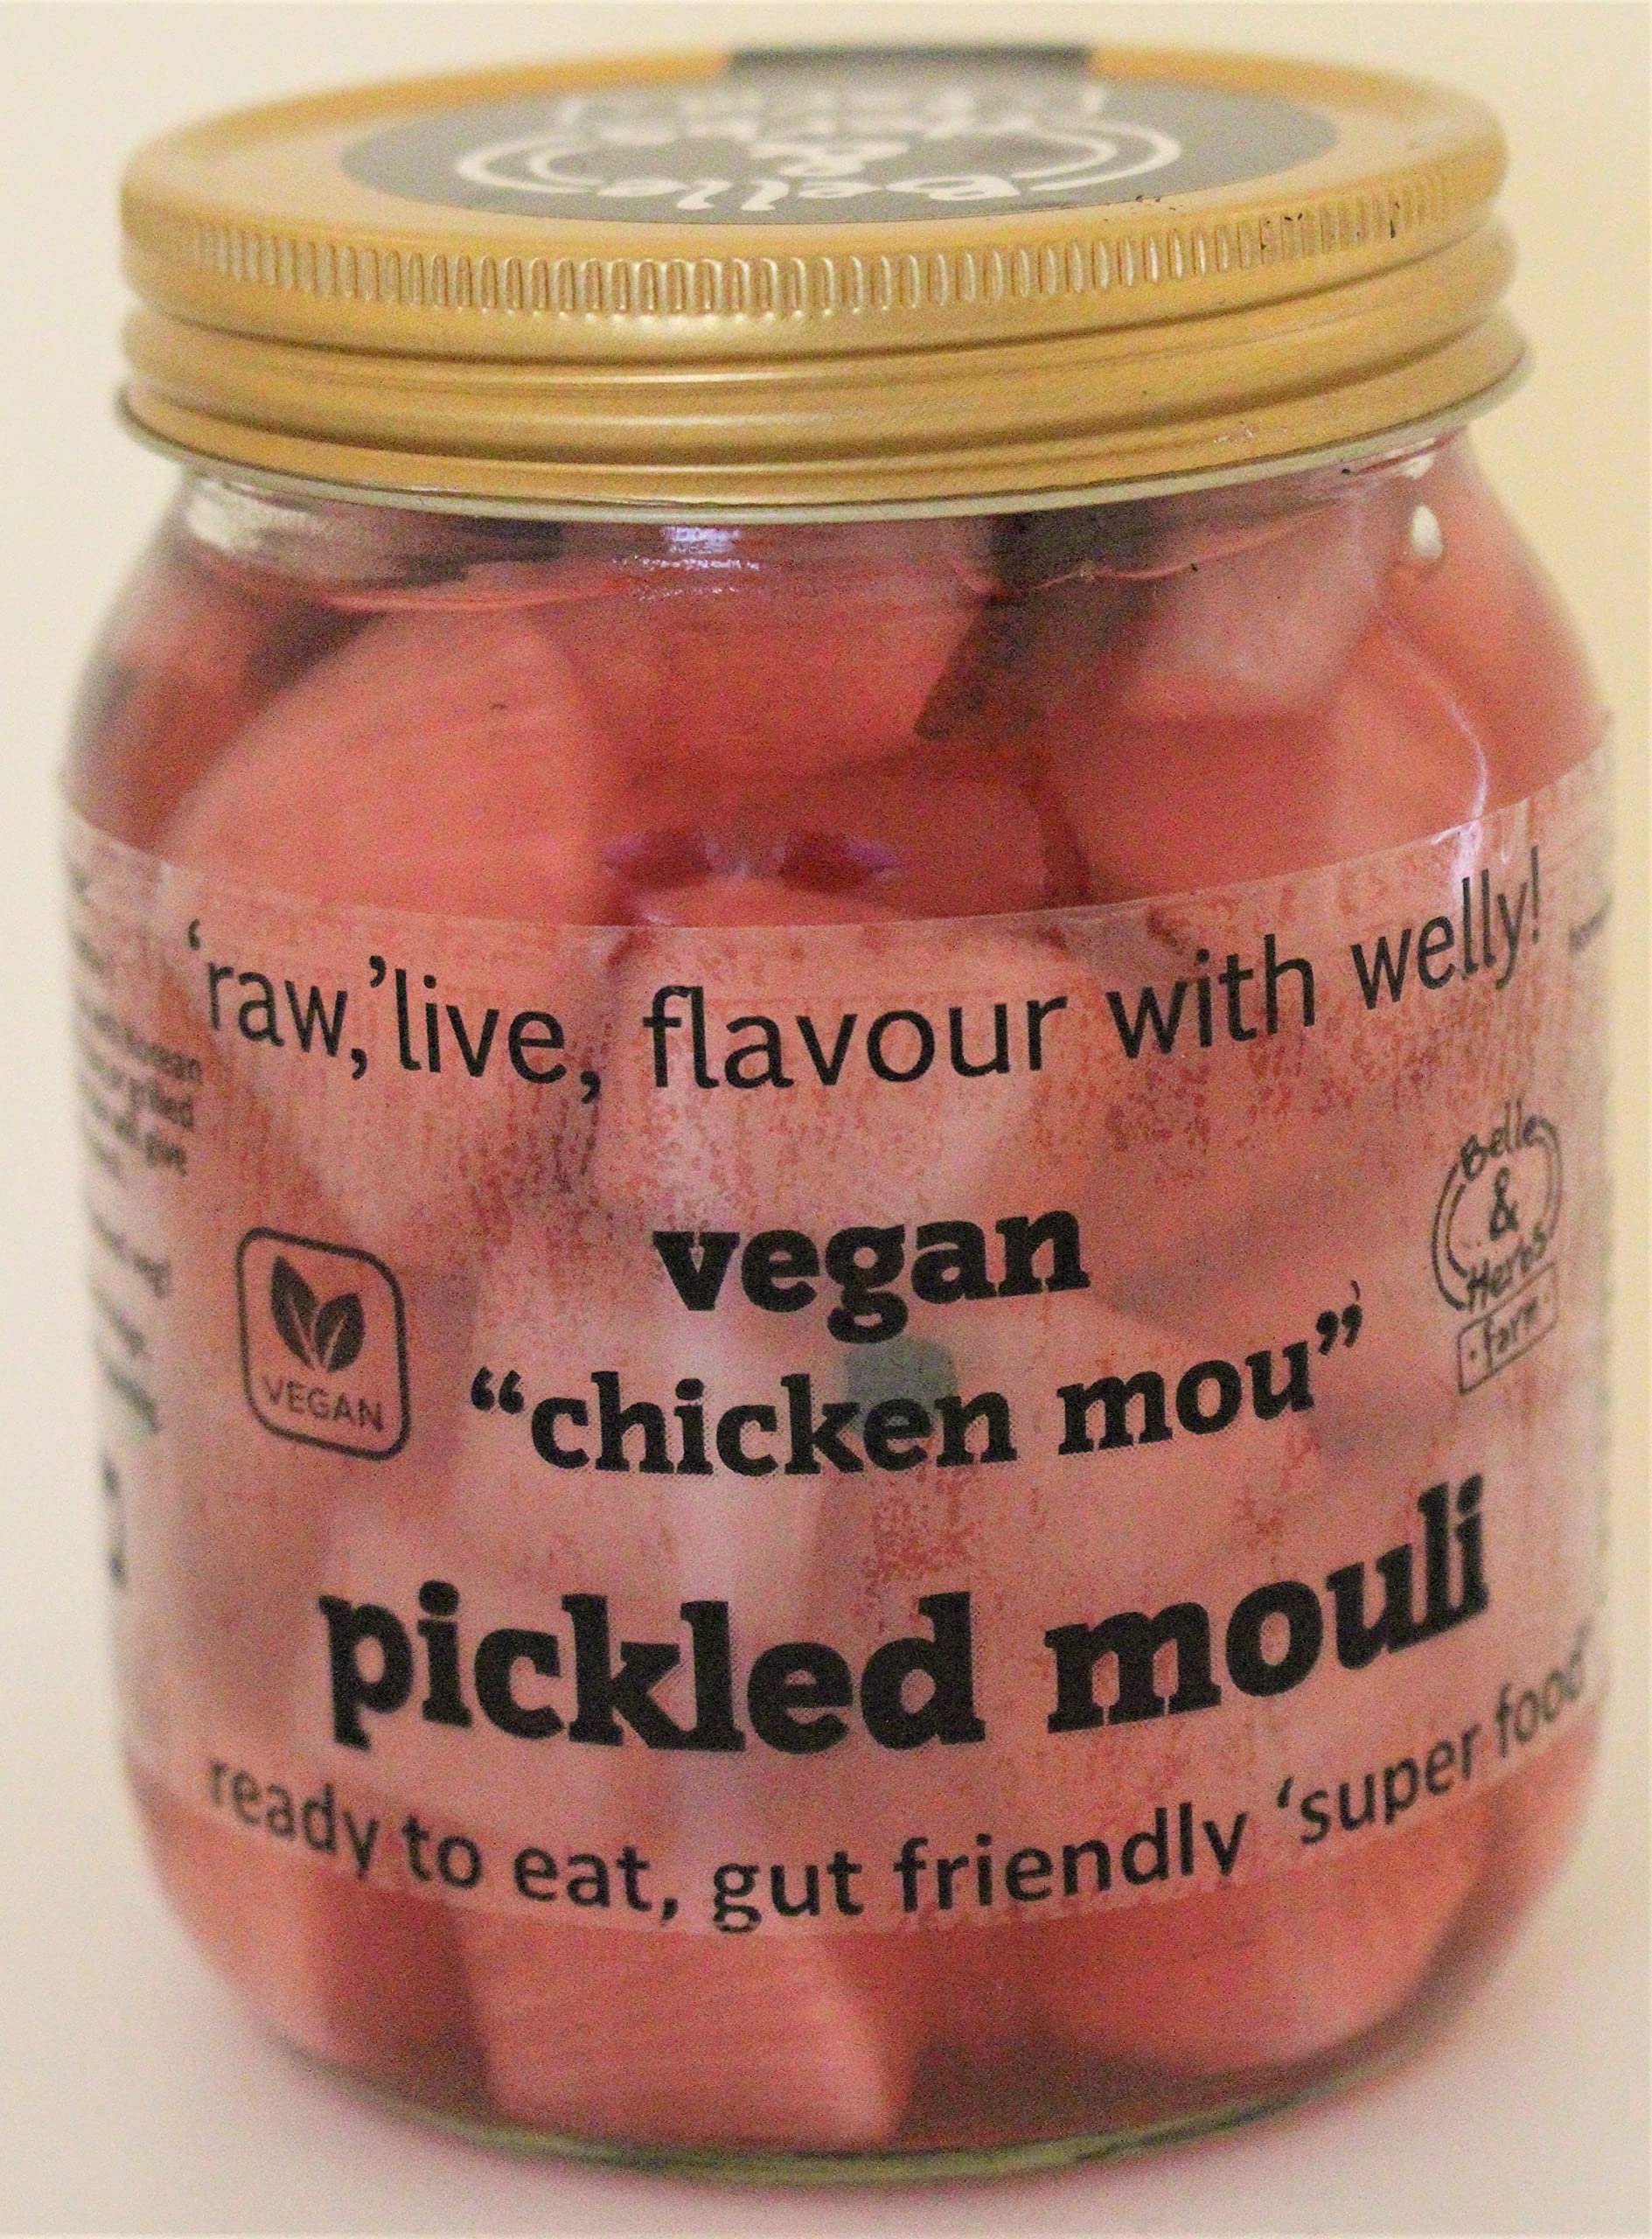 Belle
&
'raw,'live, flavour with welly!
Belle
&
Herbs
farm
VEGAN
vegan
"chicken mou"
pickled mouli
ready to eat, gut friendly 'super food'